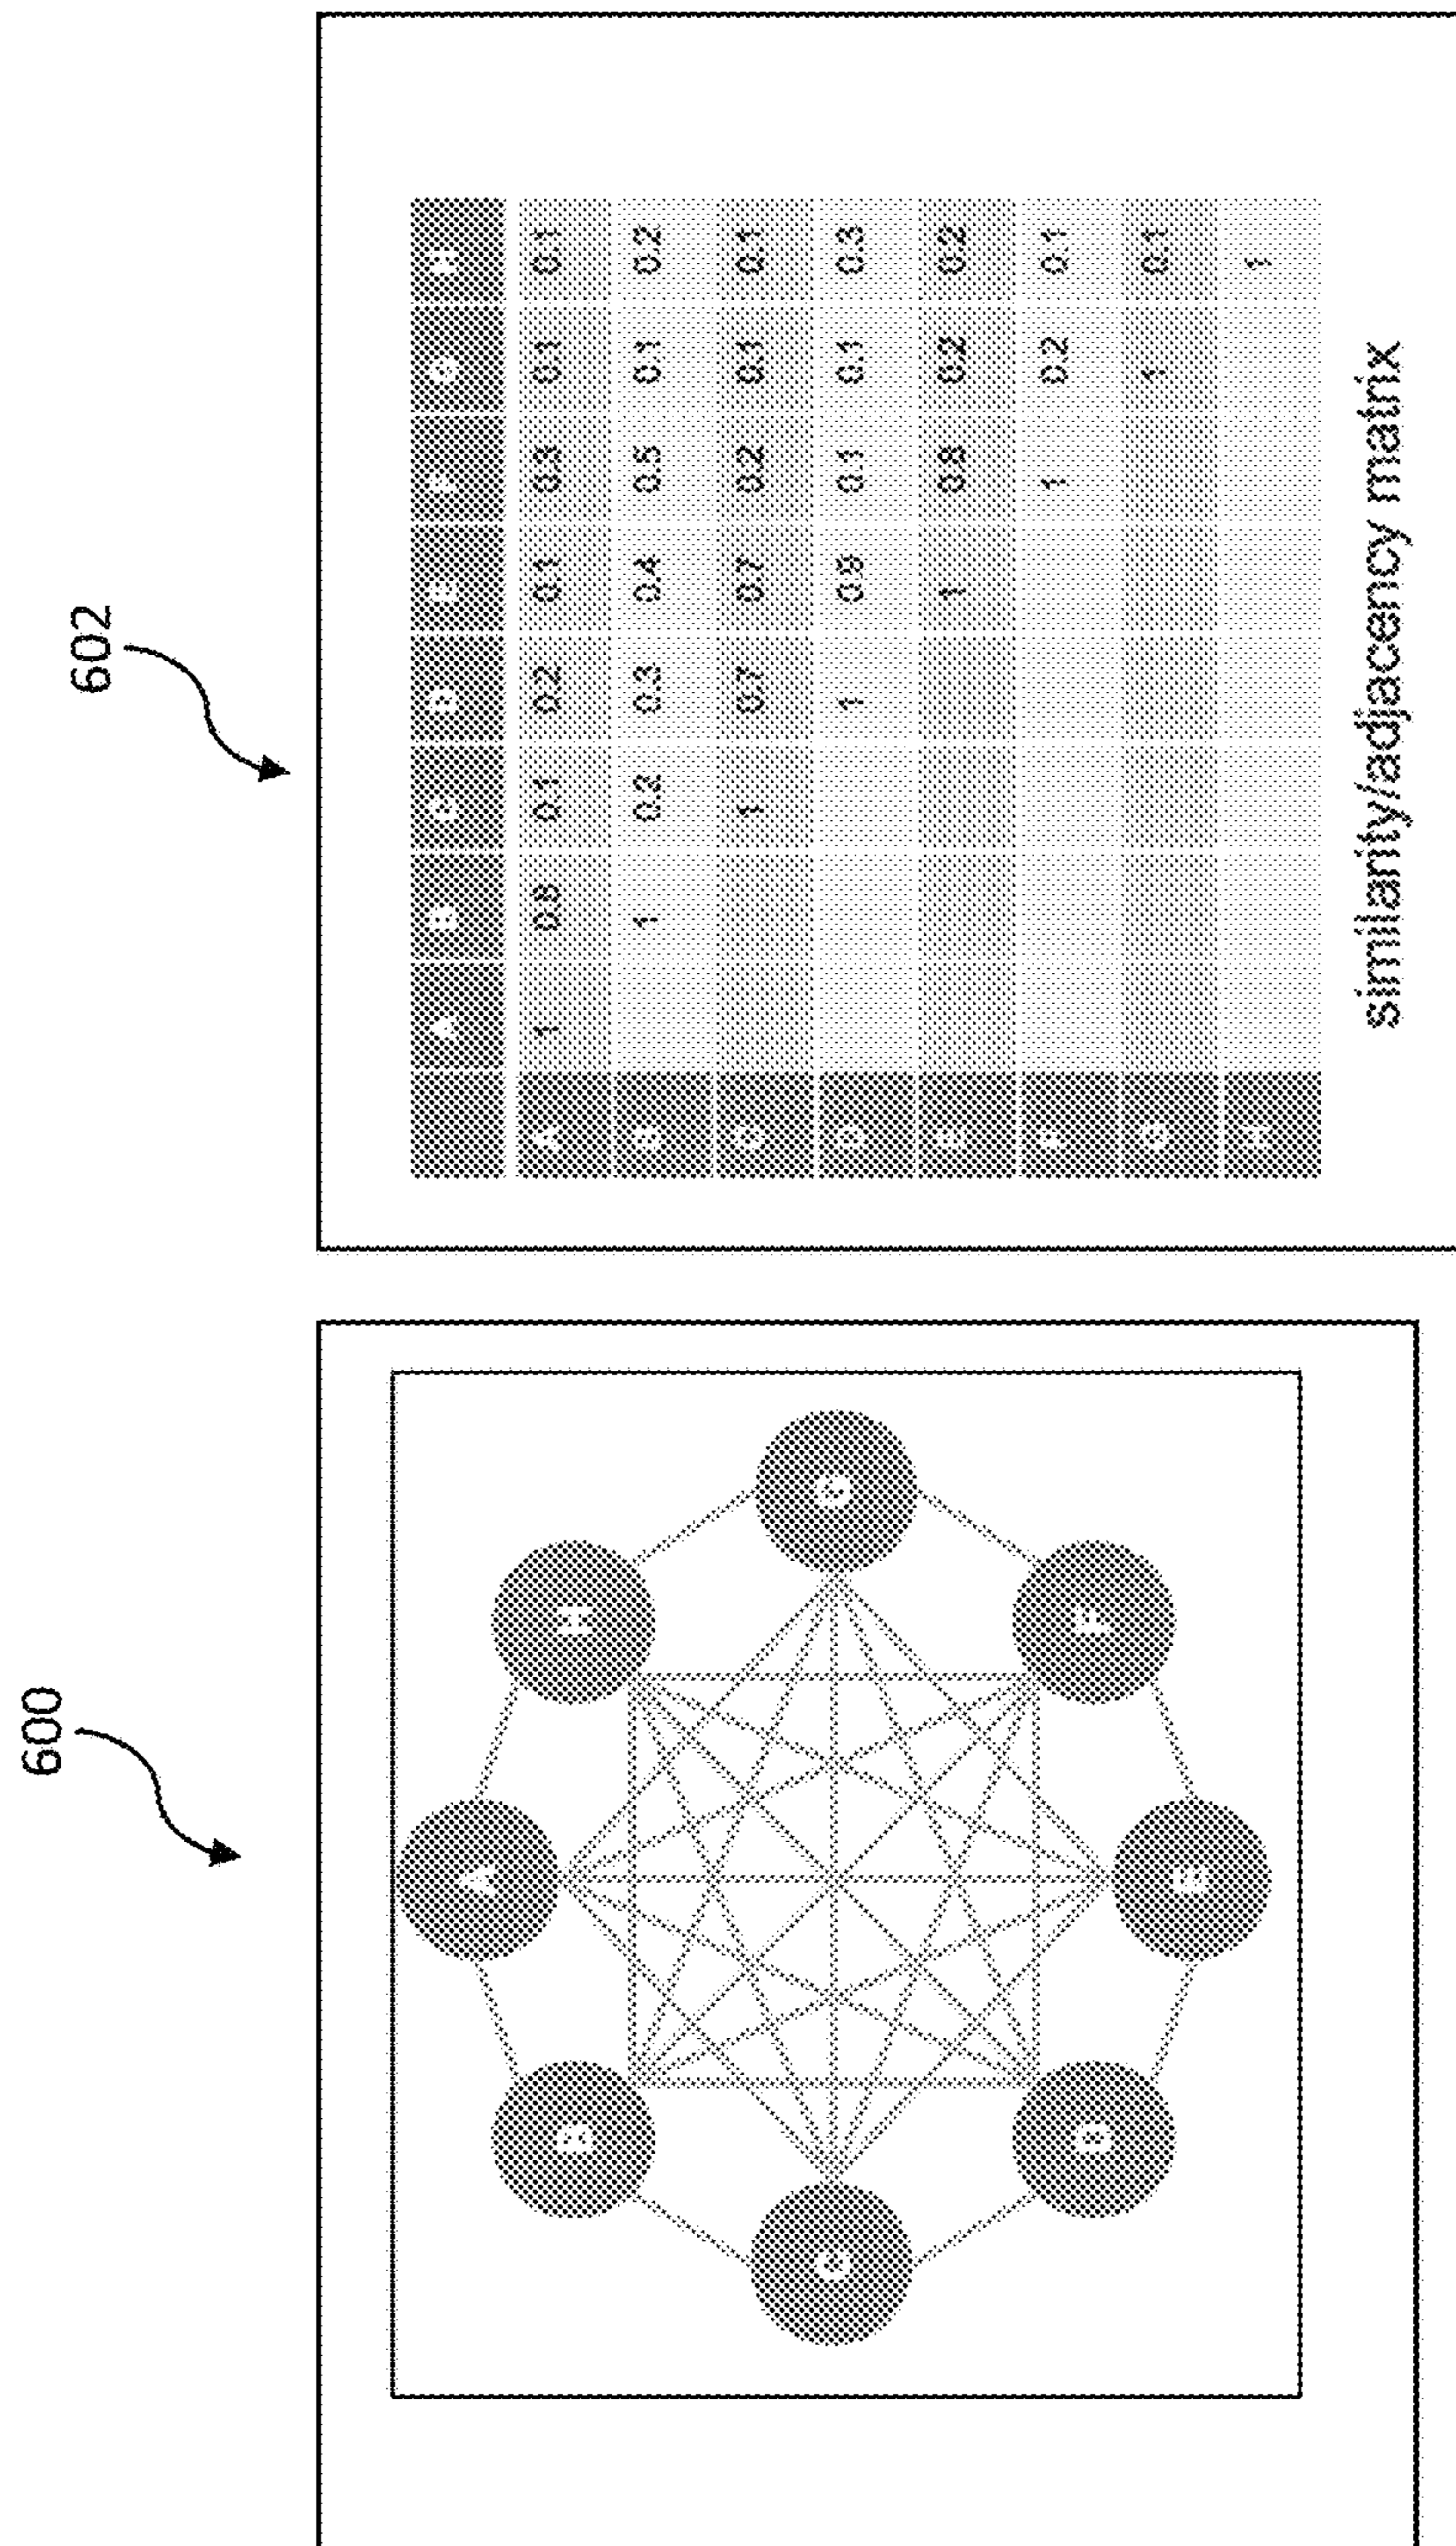 600
A
B H
C G
D F
E
602
A B C D E F G H
A 1 0.8 0.1 0.2 0.1 0.3 0.1 0.1
B 1 0.2 0.3 0.4 0.5 0.1 0.2
C 1 0.7 0.7 0.2 0.1 0.1
D 1 0.9 0.1 0.1 0.3
E 1 0.8 0.2 0.2
F 1 0.2 0.1
G 1 0.1
H 1
similarity/adjacency matrix